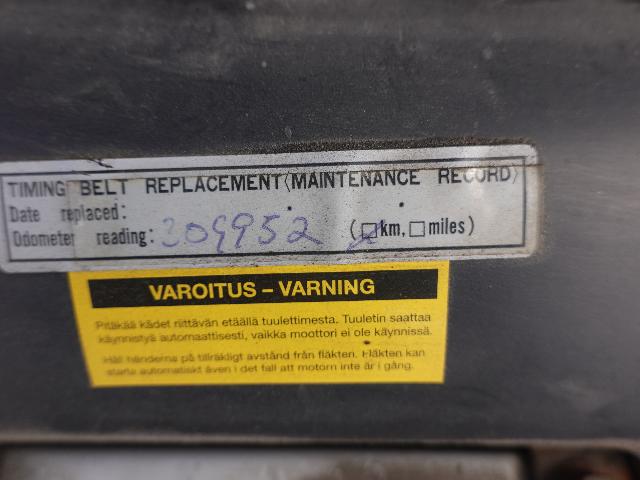 TIMING BELT REPLACEMENT (MAINTENANCE RECORD)
Date replaced:
Odometer reading: 309952 (☐km, ☐miles)
VAROITUS – VARNING
Pitäkää kädet riittävän etäällä tuulettimesta. Tuuletin saattaa
käynnistyä automaattisesti, vaikka moottori ei ole käynnissä.
Håll händerna på tillräkligt avstånd från fläkten. Fläkten kan
starta automatiskt även i det fall att motorn inte är i gång.